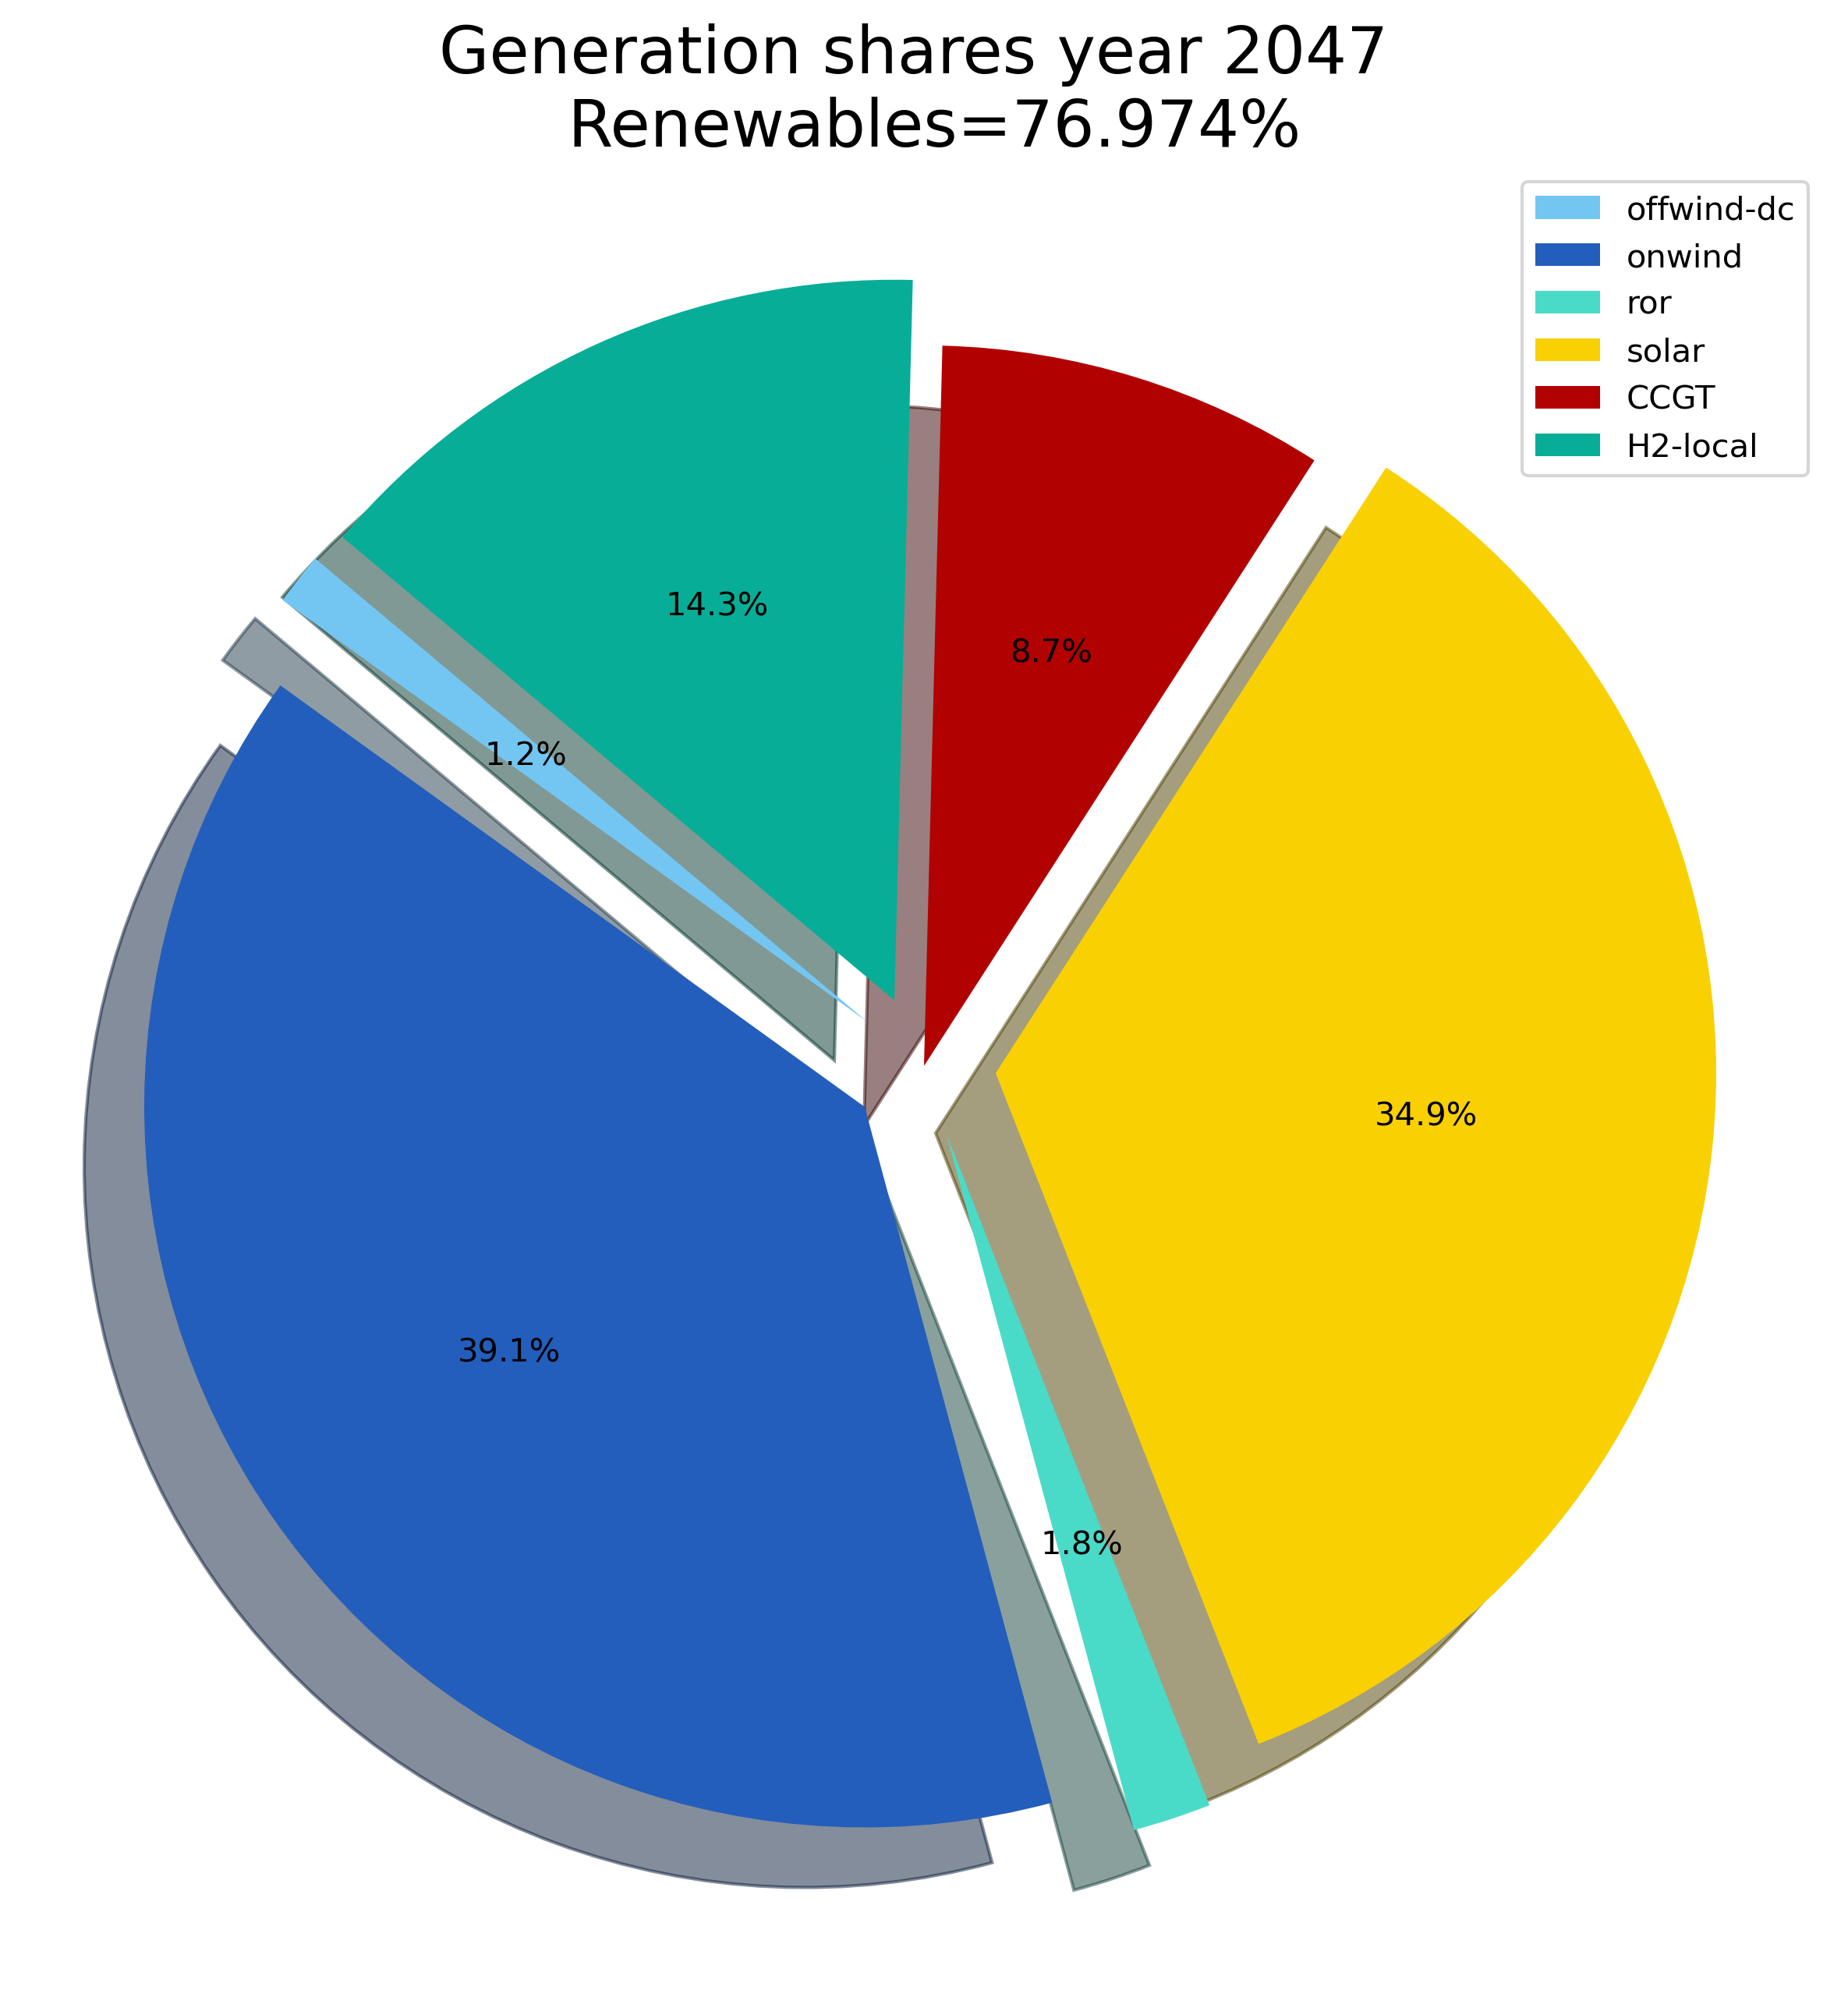 Generation shares year 2047
Renewables=76.974%
offwind-dc
onwind
ror
solar
CCGT
H2-local
14.3%
8.7%
1.2%
34.9%
39.1%
1.8%